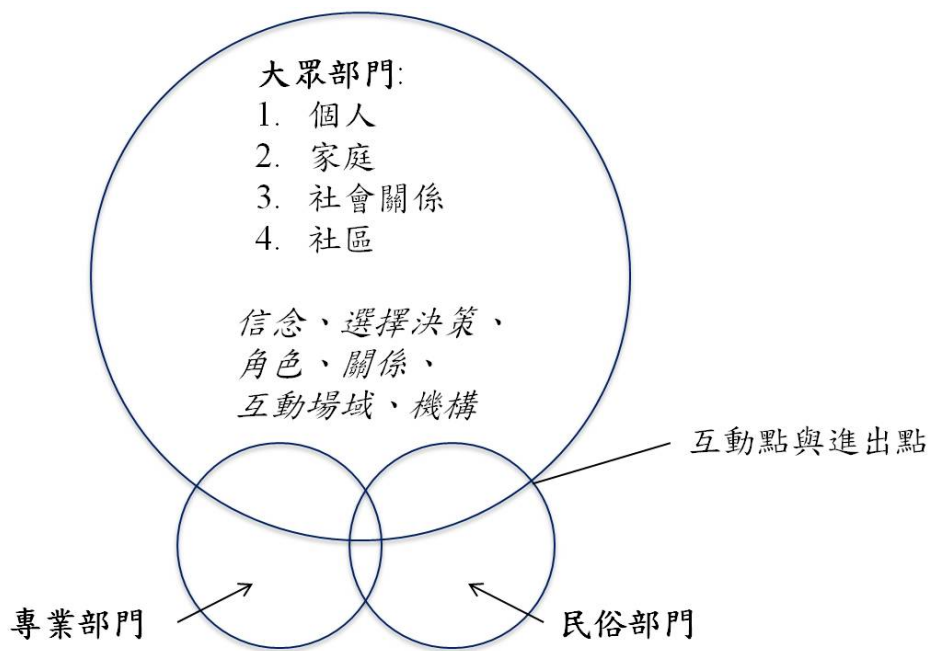 大眾部門:
1. 個人
2. 家庭
3. 社會關係
4. 社區
信念、選擇決策、
角色、關係、
互動場域、機構
互動點與進出點
專業部門
民俗部門